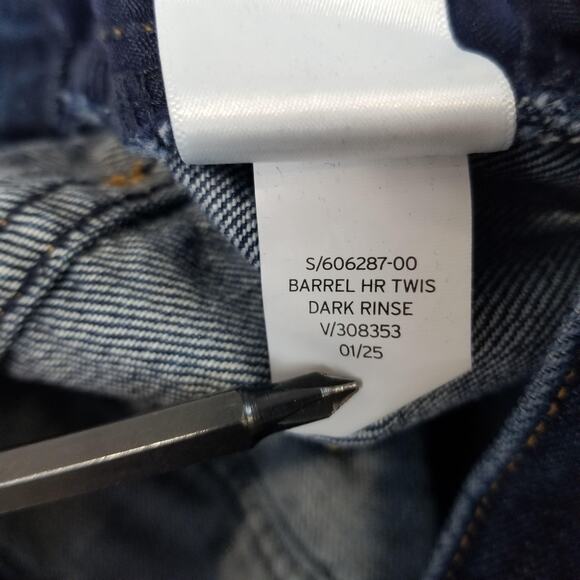 S/606287-00
BARREL HR TWIS
DARK RINSE
V/308353
01/25